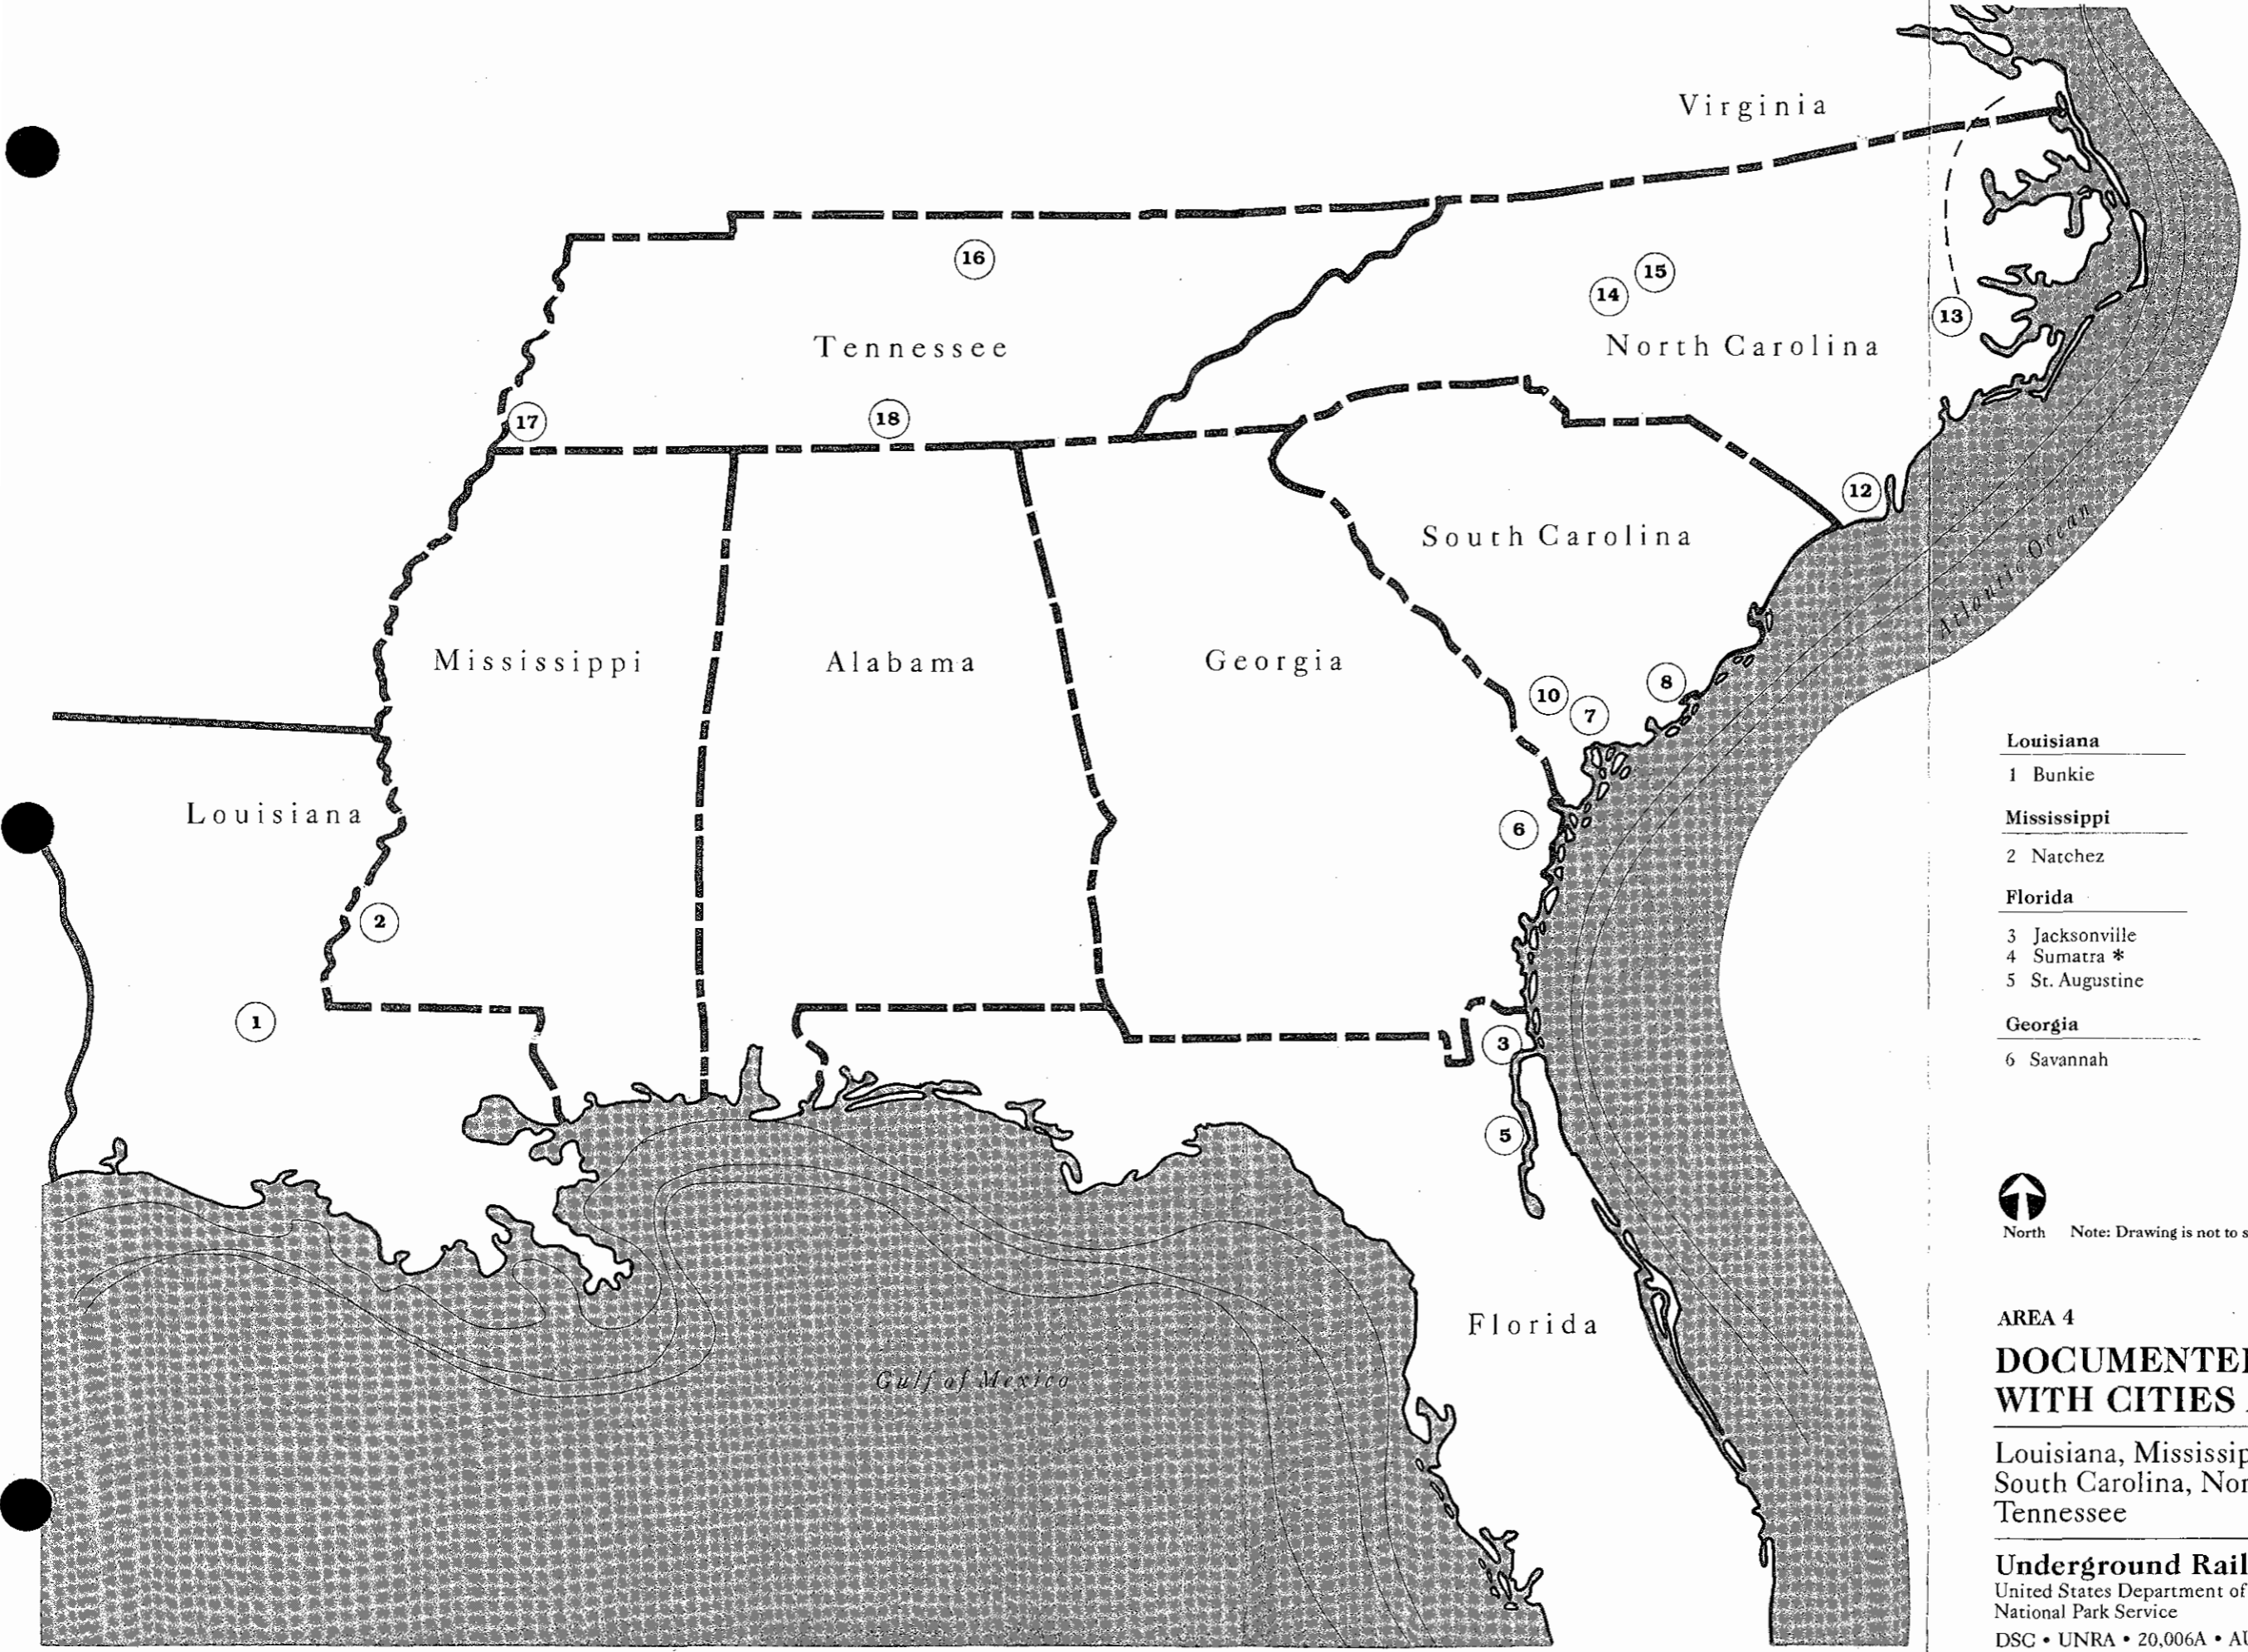 Virginia
16
15
14
13
Tennessee
North Carolina
17
18
12
South Carolina
Atlantic Ocean
Mississippi
Alabama
Georgia
10
7
8
Louisiana
6
2
1
3
5
Florida
Gulf of Mexico
Louisiana
1 Bunkie
Mississippi
2 Natchez
Florida
3 Jacksonville
4 Sumatra *
5 St. Augustine
Georgia
6 Savannah
North
Note: Drawing is not to s
AREA 4
DOCUMENTE
WITH CITIES
Louisiana, Mississip
South Carolina, Nor
Tennessee
Underground Rail
United States Department of
National Park Service
DSC • UNRA • 20,006A • AU